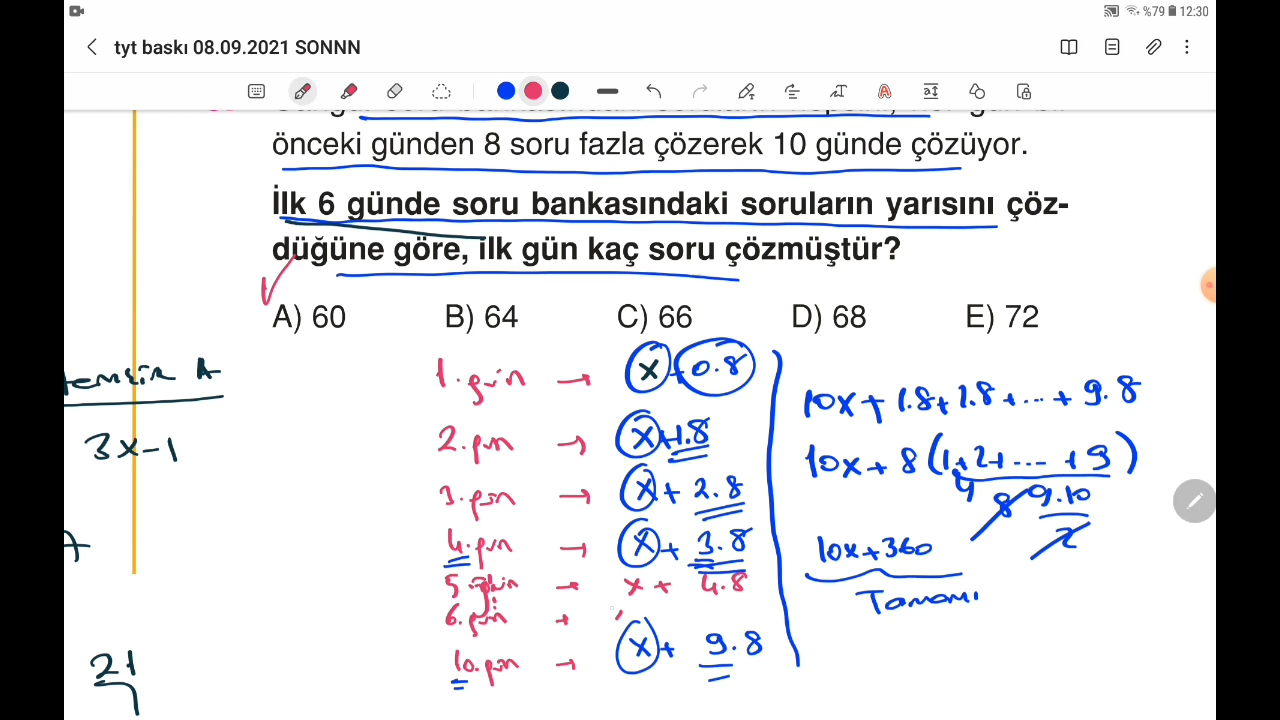 %79 12:30
tyt baskı 08.09.2021 SONNN
önceki günden 8 soru fazla çözerek 10 günde çözüyor.
İlk 6 günde soru bankasındaki soruların yarısını çöz-
düğüne göre, ilk gün kaç soru çözmüştür?
A) 60 B) 64 C) 66 D) 68 E) 72
1.gün → x+0.8
2.gün → x+1.8
3.gün → x+2.8
4.gün → x+3.8
5.gün → x+4.8
6.gün →
10.gün → x+9.8
10x+1.8+2.8+...+9.8
10x+8(1+2+...+9)
4 8 9.10
2
10x+360
Tamamı
A
3x-1
21